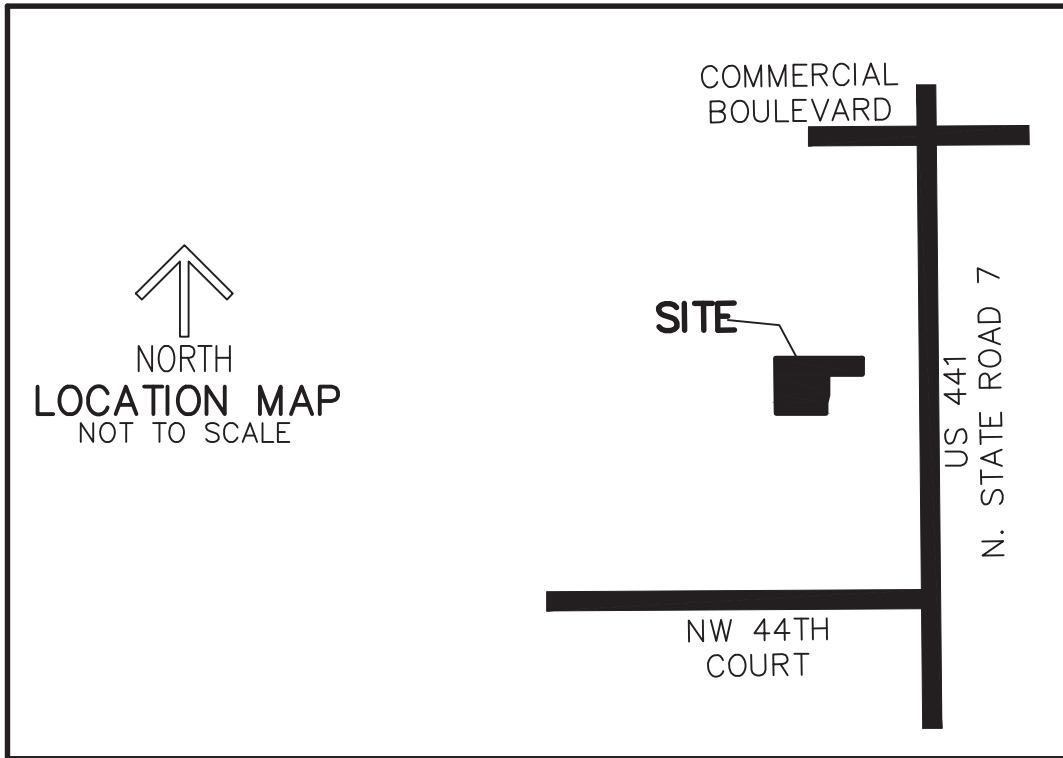 COMMERCIAL
BOULEVARD
SITE
NORTH
LOCATION MAP
NOT TO SCALE
US 441
N. STATE ROAD 7
NW 44TH
COURT